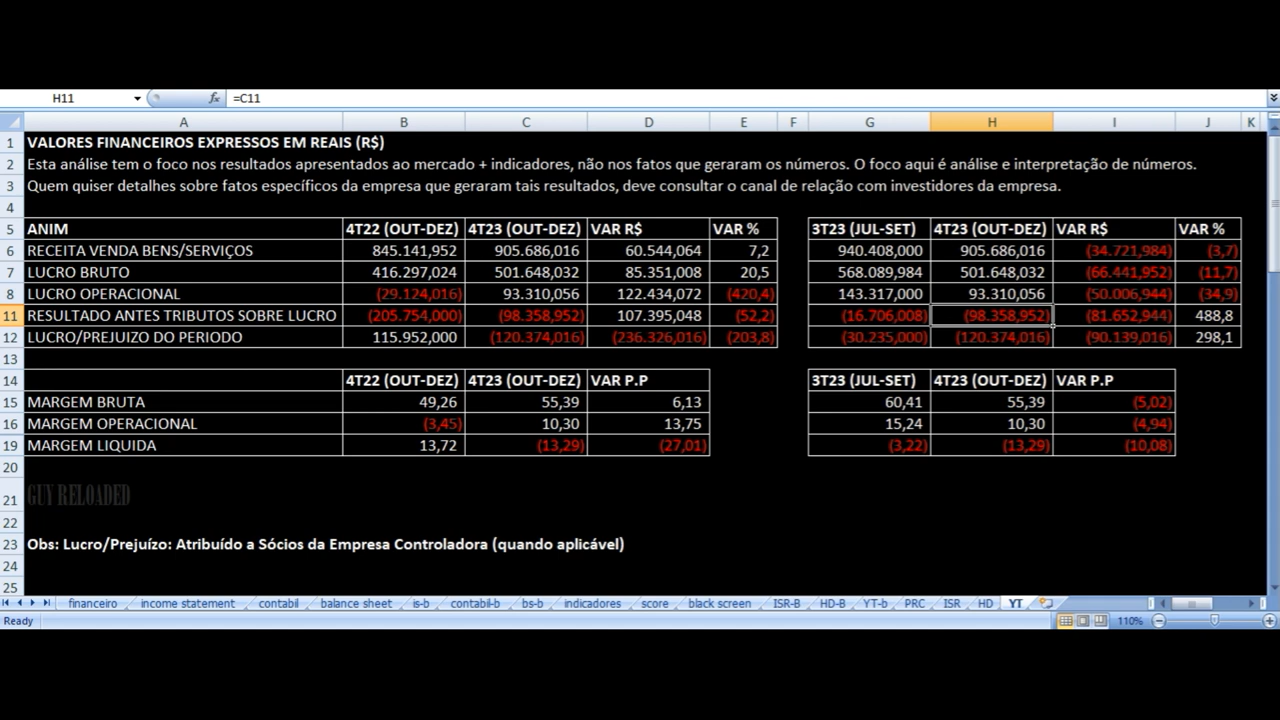 H11 fx =C11
A B C D E F G H I J K
1 VALORES FINANCEIROS EXPRESSOS EM REAIS (R$)
2 Esta análise tem o foco nos resultados apresentados ao mercado + indicadores, não nos fatos que geraram os números. O foco aqui é análise e interpretação de números.
3 Quem quiser detalhes sobre fatos específicos da empresa que geraram tais resultados, deve consultar o canal de relação com investidores da empresa.
4
5 ANIM 4T22 (OUT-DEZ) 4T23 (OUT-DEZ) VAR R$ VAR % 3T23 (JUL-SET) 4T23 (OUT-DEZ) VAR R$ VAR %
6 RECEITA VENDA BENS/SERVIÇOS 845.141,952 905.686,016 60.544,064 7,2 940.408,000 905.686,016 (34.721,984) (3,7)
7 LUCRO BRUTO 416.297,024 501.648,032 85.351,008 20,5 568.089,984 501.648,032 (66.441,952) (11,7)
8 LUCRO OPERACIONAL (29.124,016) 93.310,056 122.434,072 (420,4) 143.317,000 93.310,056 (50.006,944) (34,9)
11 RESULTADO ANTES TRIBUTOS SOBRE LUCRO (205.754,000) (98.358,952) 107.395,048 (52,2) (16.706,008) (98.358,952) (81.652,944) 488,8
12 LUCRO/PREJUIZO DO PERIODO 115.952,000 (120.374,016) (236.326,016) (203,8) (30.235,000) (120.374,016) (90.139,016) 298,1
13
14 4T22 (OUT-DEZ) 4T23 (OUT-DEZ) VAR P.P 3T23 (JUL-SET) 4T23 (OUT-DEZ) VAR P.P
15 MARGEM BRUTA 49,26 55,39 6,13 60,41 55,39 (5,02)
16 MARGEM OPERACIONAL (3,45) 10,30 13,75 15,24 10,30 (4,94)
19 MARGEM LIQUIDA 13,72 (13,29) (27,01) (3,22) (13,29) (10,08)
20
21 GUY RELOADED
22
23 Obs: Lucro/Prejuízo: Atribuído a Sócios da Empresa Controladora (quando aplicável)
24
25
financeiro income statement contabil balance sheet is-b contabil-b bs-b indicadores score black screen ISR-B HD-B YT-b PRC ISR HD YT
Ready 110%